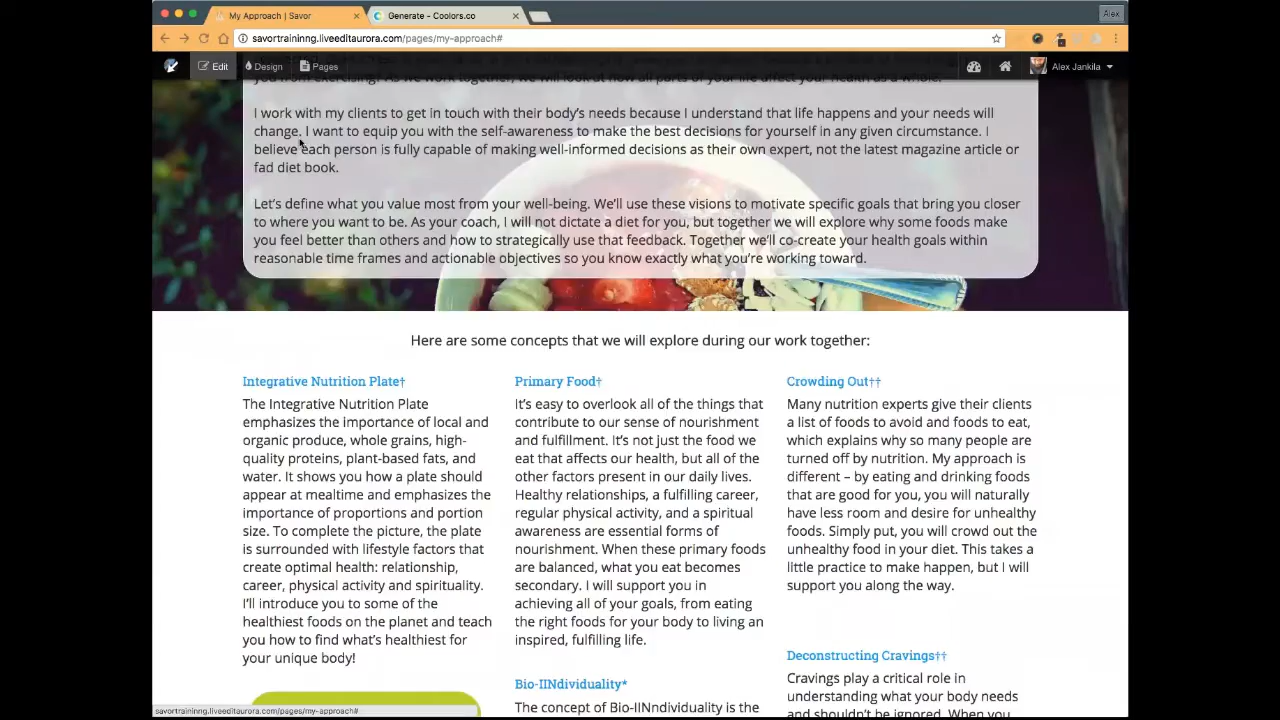 My Approach | Savor
Generate - Coolors.co
Alex
savortraininng.liveeditaurora.com/pages/my-approach#
Edit
Design
Pages
Alex Jankila
I work with my clients to get in touch with their body's needs because I understand that life happens and your needs will
change. I want to equip you with the self-awareness to make the best decisions for yourself in any given circumstance. I
believe each person is fully capable of making well-informed decisions as their own expert, not the latest magazine article or
fad diet book.
Let's define what you value most from your well-being. We'll use these visions to motivate specific goals that bring you closer
to where you want to be. As your coach, I will not dictate a diet for you, but together we will explore why some foods make
you feel better than others and how to strategically use that feedback. Together we'll co-create your health goals within
reasonable time frames and actionable objectives so you know exactly what you're working toward.
Here are some concepts that we will explore during our work together:
Integrative Nutrition Plate†
The Integrative Nutrition Plate
emphasizes the importance of local and
organic produce, whole grains, high-
quality proteins, plant-based fats, and
water. It shows you how a plate should
appear at mealtime and emphasizes the
importance of proportions and portion
size. To complete the picture, the plate
is surrounded with lifestyle factors that
create optimal health: relationship,
career, physical activity and spirituality.
I'll introduce you to some of the
healthiest foods on the planet and teach
you how to find what's healthiest for
your unique body!
Primary Food†
It's easy to overlook all of the things that
contribute to our sense of nourishment
and fulfillment. It's not just the food we
eat that affects our health, but all of the
other factors present in our daily lives.
Healthy relationships, a fulfilling career,
regular physical activity, and a spiritual
awareness are essential forms of
nourishment. When these primary foods
are balanced, what you eat becomes
secondary. I will support you in
achieving all of your goals, from eating
the right foods for your body to living an
inspired, fulfilling life.
Bio-IINdividuality*
The concept of Bio-IINdividuality is the
Crowding Out††
Many nutrition experts give their clients
a list of foods to avoid and foods to eat,
which explains why so many people are
turned off by nutrition. My approach is
different – by eating and drinking foods
that are good for you, you will naturally
have less room and desire for unhealthy
foods. Simply put, you will crowd out the
unhealthy food in your diet. This takes a
little practice to make happen, but I will
support you along the way.
Deconstructing Cravings††
Cravings play a critical role in
understanding what your body needs
and shouldn't be ignored. When you
savortraininng.liveeditaurora.com/pages/my-approach#